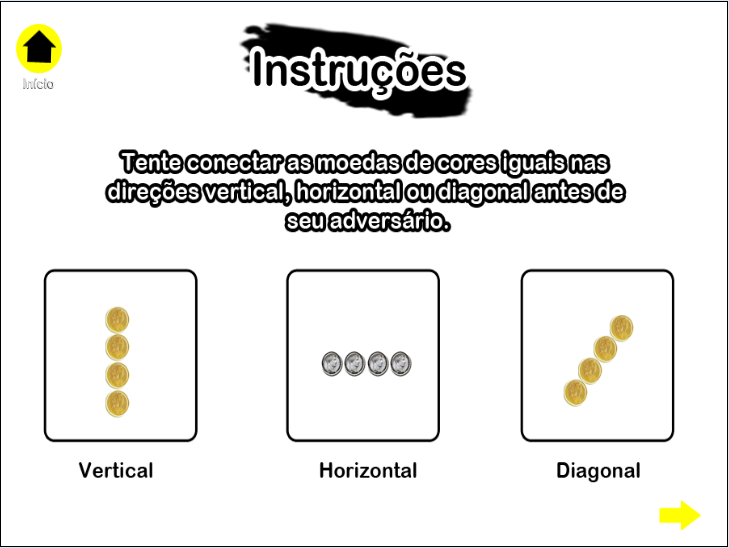 Início
Instruções
Tente conectar as moedas de cores iguais nas
direções vertical, horizontal ou diagonal antes de
seu adversário.
Vertical
Horizontal
Diagonal